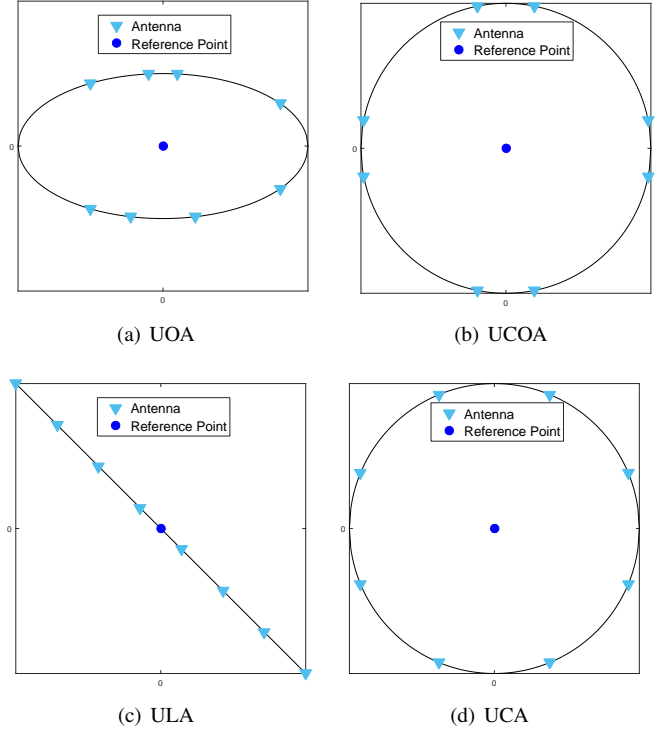 Antenna
Reference Point
0
0
(a) UOA
Antenna
Reference Point
0
0
(b) UCOA
Antenna
Reference Point
0
0
(c) ULA
Antenna
Reference Point
0
0
(d) UCA